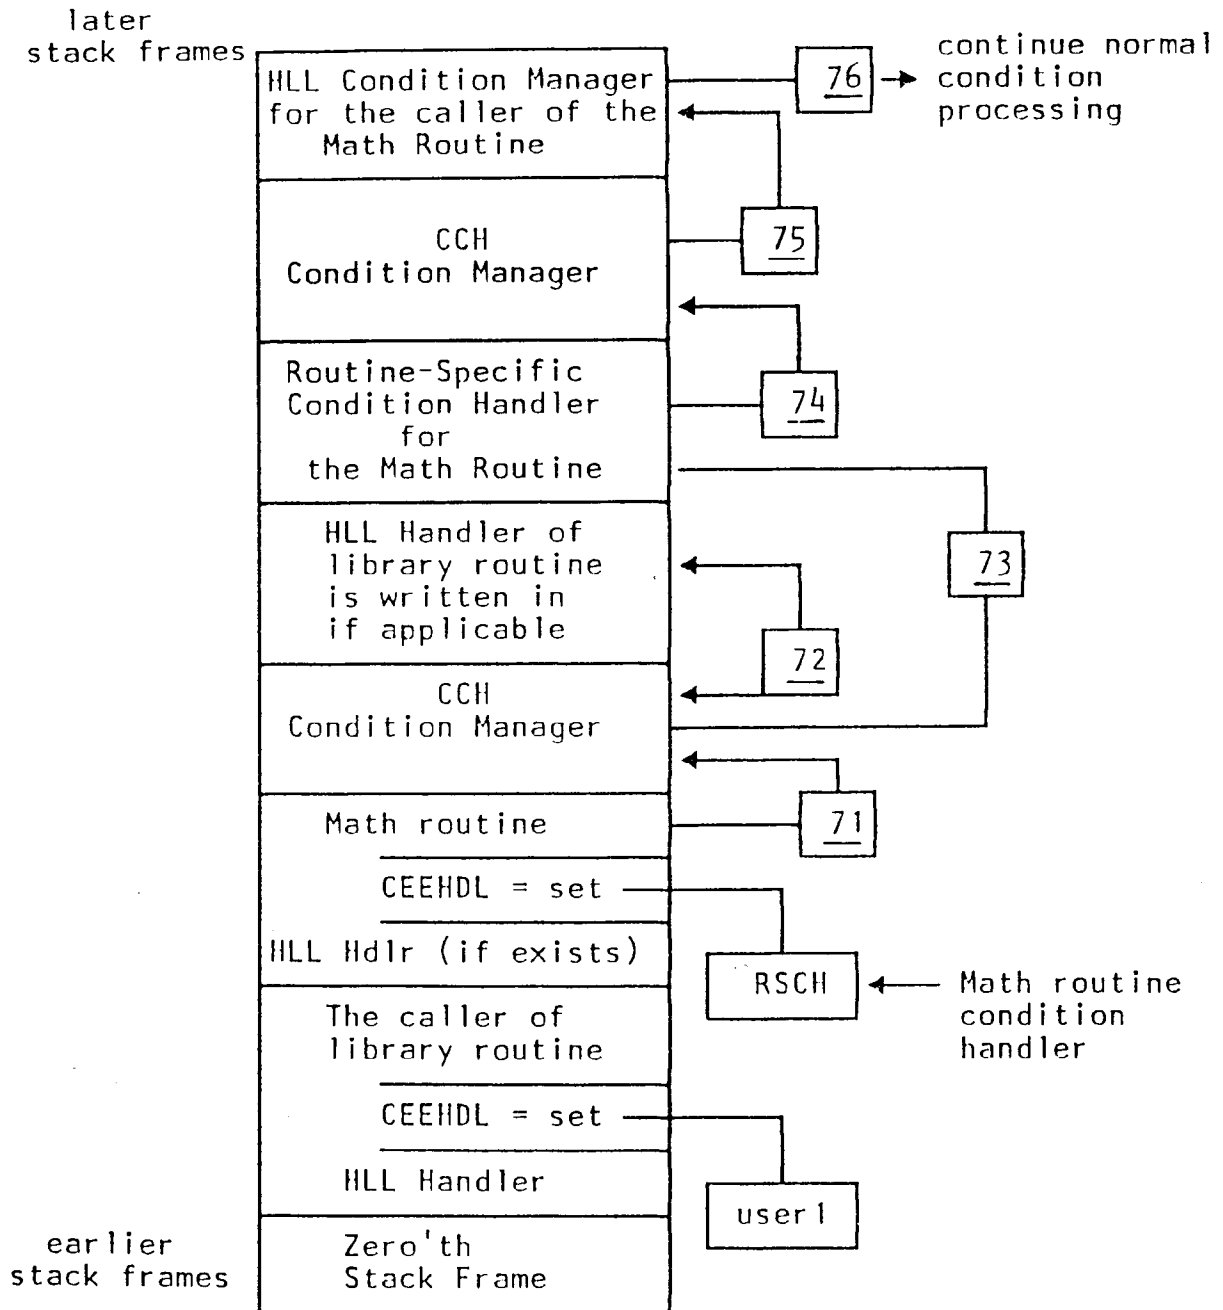 later
stack frames
HLL Condition Manager
for the caller of the
Math Routine
76
continue normal
condition
processing
CCH
Condition Manager
75
Routine-Specific
Condition Handler
for
the Math Routine
74
HLL Handler of
library routine
is written in
if applicable
73
72
CCH
Condition Manager
Math routine
71
CEEHDL = set
HLL Hdlr (if exists)
RSCH
Math routine
condition
handler
The caller of
library routine
CEEHDL = set
HLL Handler
user1
earlier
stack frames
Zero'th
Stack Frame